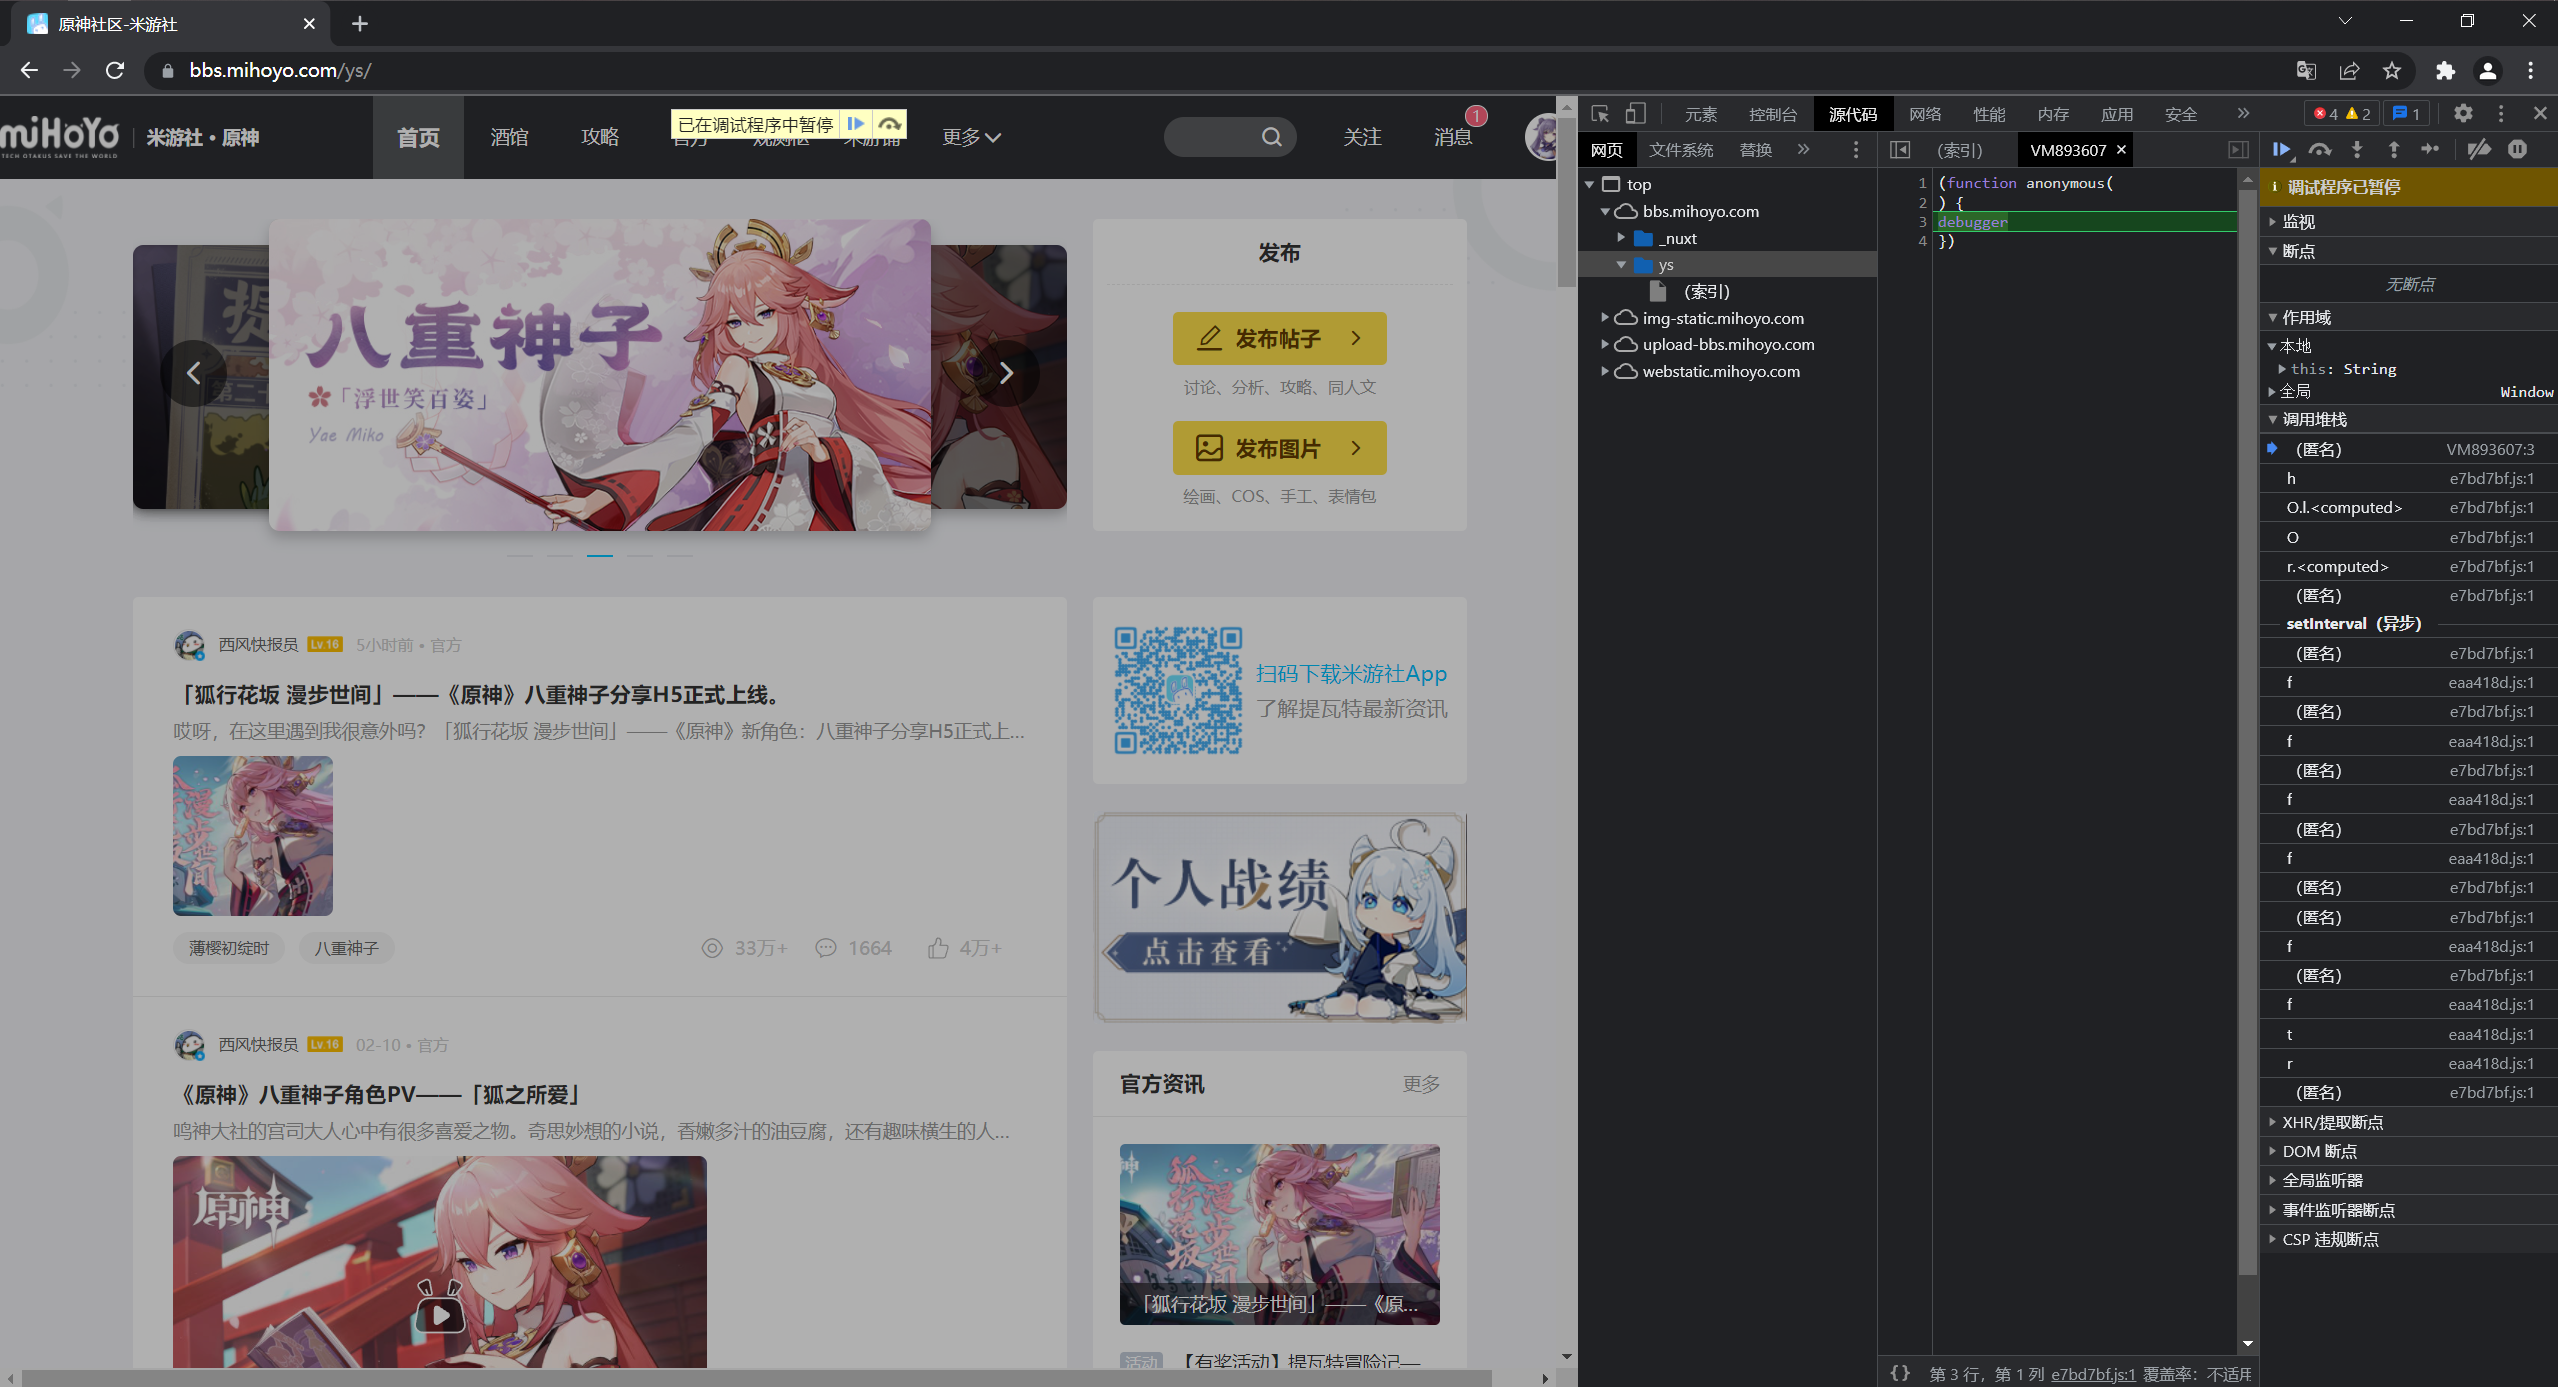 原神社区-米游社
bbs.mihoyo.com/ys/
miHoYo
TECH OTAKUS SAVE THE WORLD
米游社・原神
首页
酒馆
攻略
已在调试程序中暂停
更多
关注
消息
1
八重神子
「浮世笑百姿」
Yae Miko
发布
发布帖子
讨论、分析、攻略、同人文
发布图片
绘画、COS、手工、表情包
西风快报员 Lv.16 5小时前 • 官方
「狐行花坂 漫步世间」——《原神》八重神子分享H5正式上线。
哎呀，在这里遇到我很意外吗？「狐行花坂 漫步世间」——《原神》新角色：八重神子分享H5正式上...
薄樱初绽时
八重神子
33万+
1664
4万+
扫码下载米游社App
了解提瓦特最新资讯
个人战绩
点击查看
西风快报员 Lv.16 02-10 • 官方
《原神》八重神子角色PV——「狐之所爱」
鸣神大社的宫司大人心中有很多喜爱之物。奇思妙想的小说，香嫩多汁的油豆腐，还有趣味横生的人...
原神
官方资讯
更多
「狐行花坂 漫步世间」——《原...
活动 【有奖活动】提瓦特冒险记—
元素
控制台
源代码
网络
性能
内存
应用
安全
4
2
1
网页
文件系统
替换
top
bbs.mihoyo.com
_nuxt
ys
(索引)
img-static.mihoyo.com
upload-bbs.mihoyo.com
webstatic.mihoyo.com
(索引)
VM893607
1 (function anonymous(
2 ) {
3 debugger
4 })
{} 第 3 行，第 1 列 e7bd7bf.js:1 覆盖率：不适用
调试程序已暂停
监视
断点
无断点
作用域
本地
this: String
全局 Window
调用堆栈
(匿名) VM893607:3
h e7bd7bf.js:1
O.l.<computed> e7bd7bf.js:1
O e7bd7bf.js:1
r.<computed> e7bd7bf.js:1
(匿名) e7bd7bf.js:1
setInterval（异步）
(匿名) e7bd7bf.js:1
f eaa418d.js:1
(匿名) e7bd7bf.js:1
f eaa418d.js:1
(匿名) e7bd7bf.js:1
f eaa418d.js:1
(匿名) e7bd7bf.js:1
f eaa418d.js:1
(匿名) e7bd7bf.js:1
(匿名) e7bd7bf.js:1
f eaa418d.js:1
(匿名) e7bd7bf.js:1
f eaa418d.js:1
t eaa418d.js:1
r eaa418d.js:1
(匿名) e7bd7bf.js:1
XHR/提取断点
DOM 断点
全局监听器
事件监听器断点
CSP 违规断点